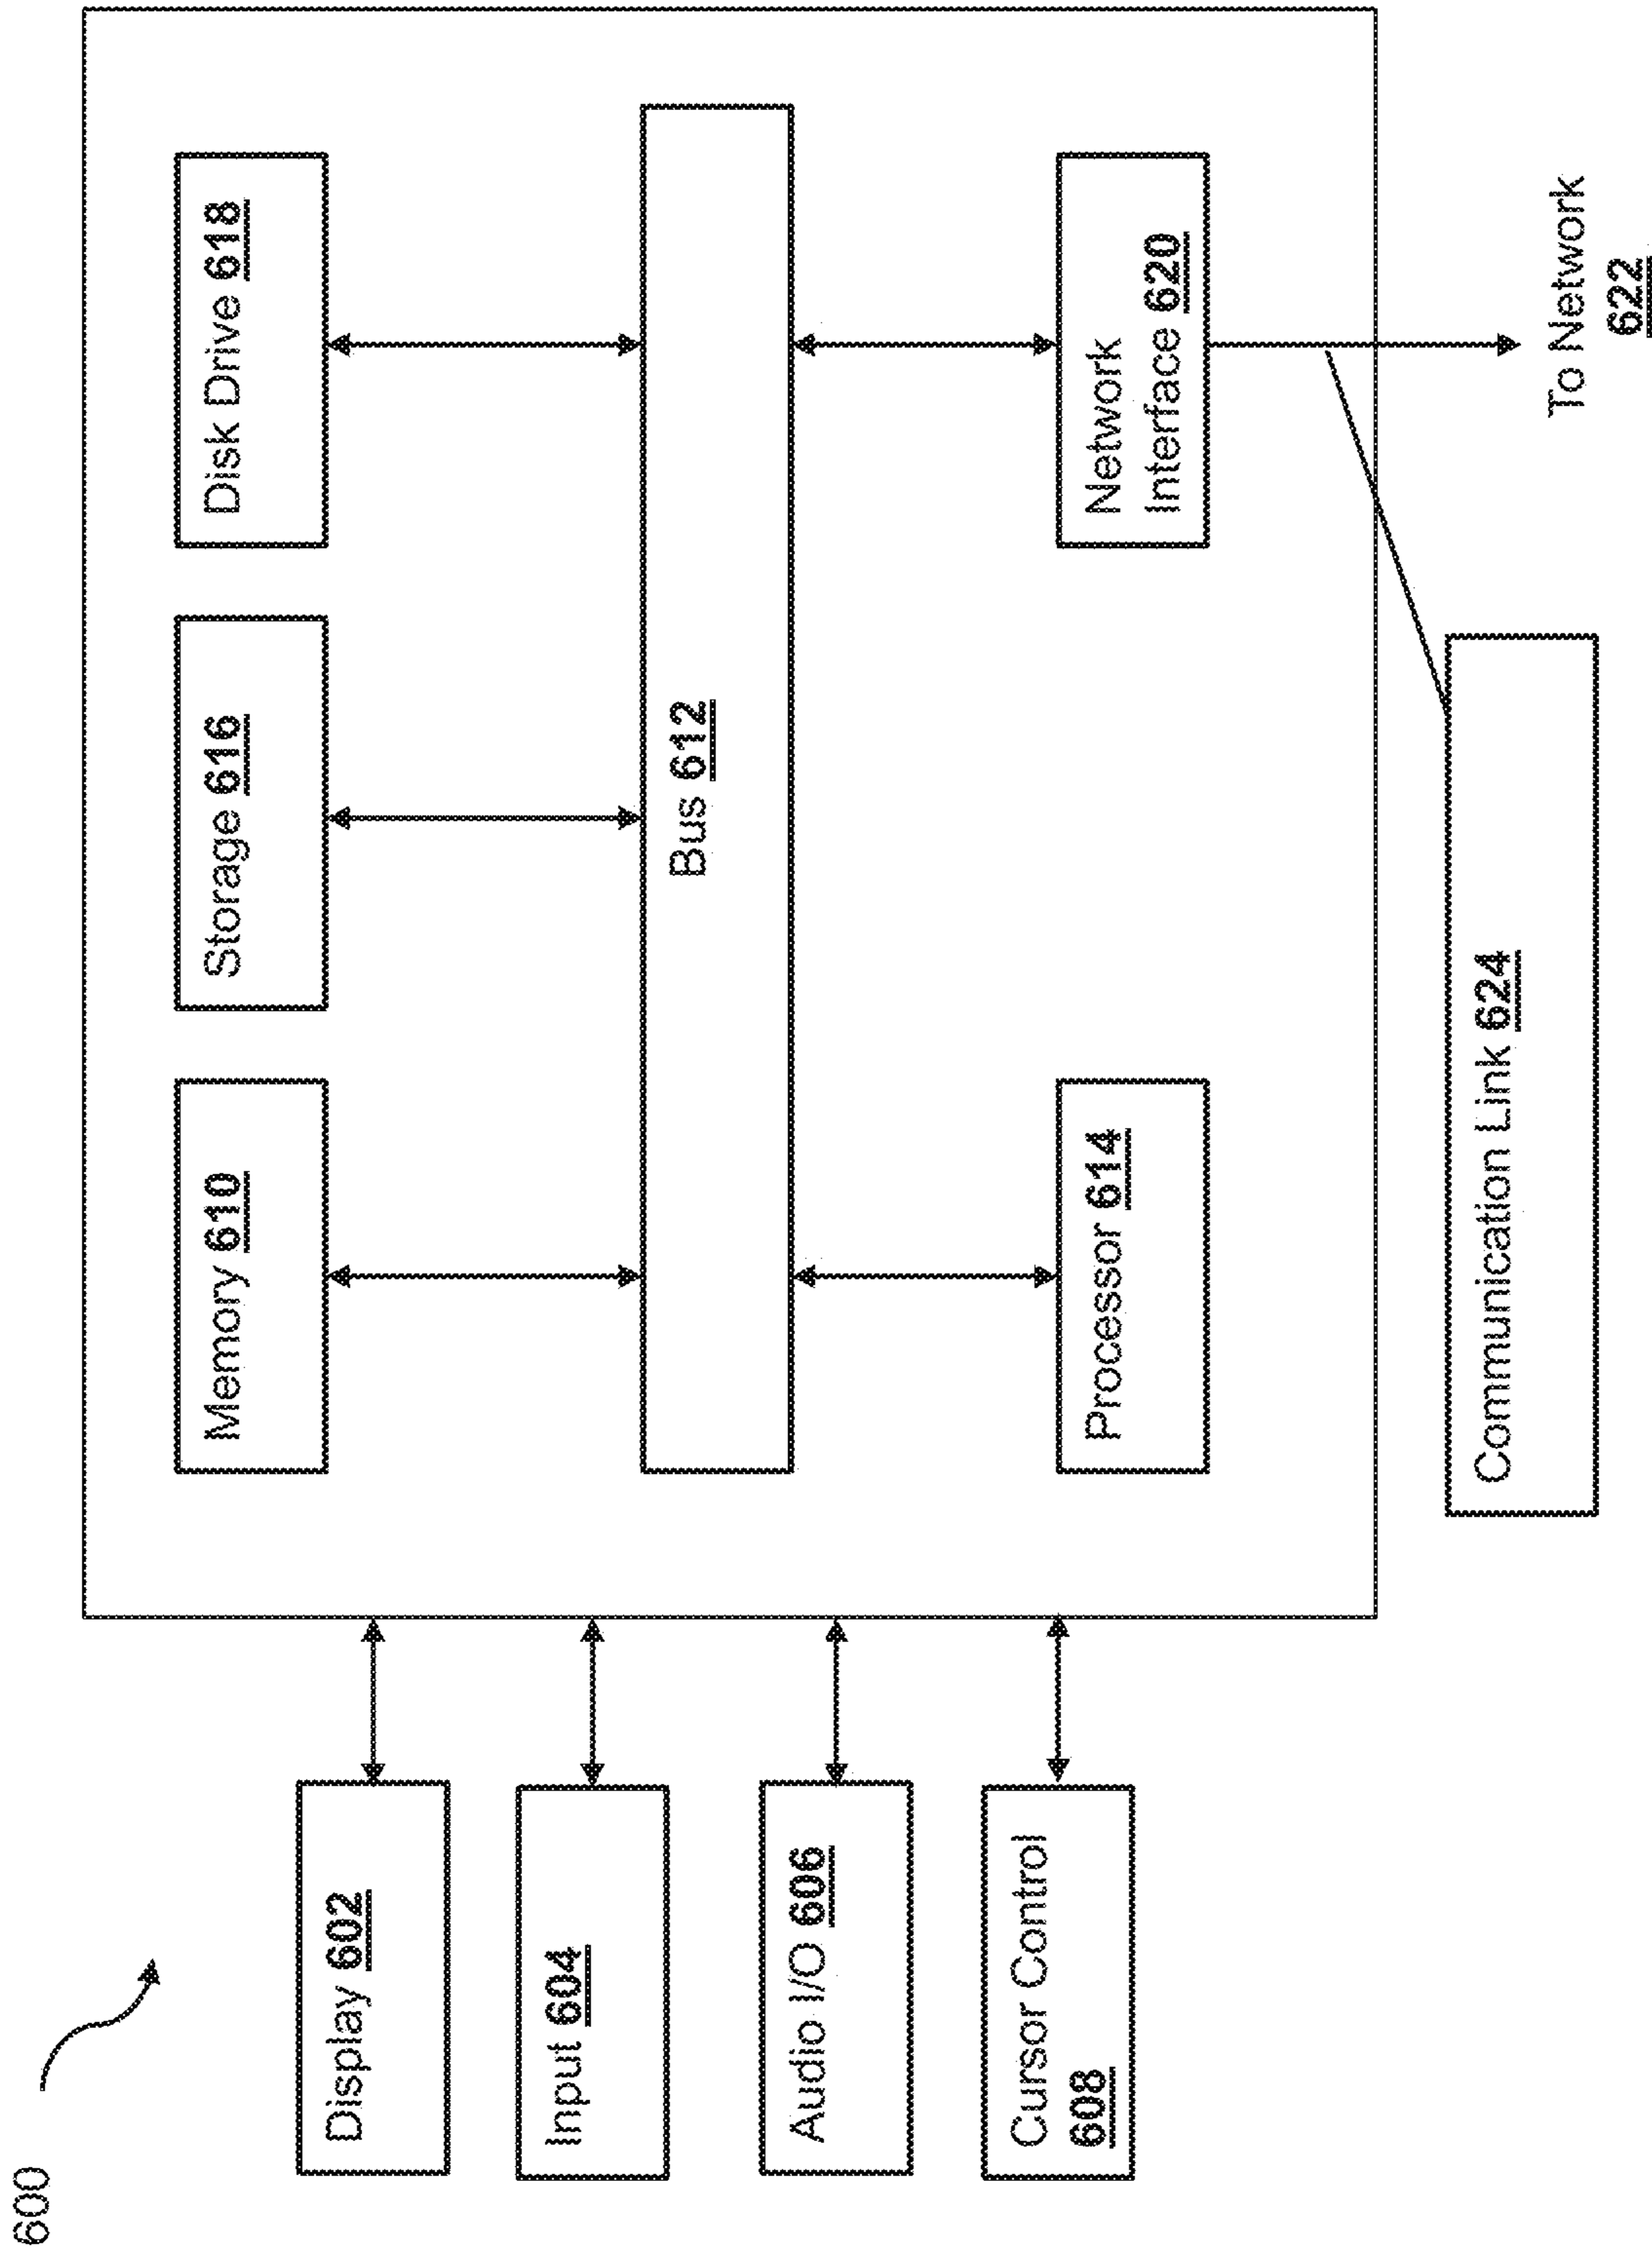 600
Display 602
Input 604
Audio I/O 606
Cursor Control
608
Memory 610
Storage 616
Disk Drive 618
Bus 612
Processor 614
Network
Interface 620
Communication Link 624
To Network
622